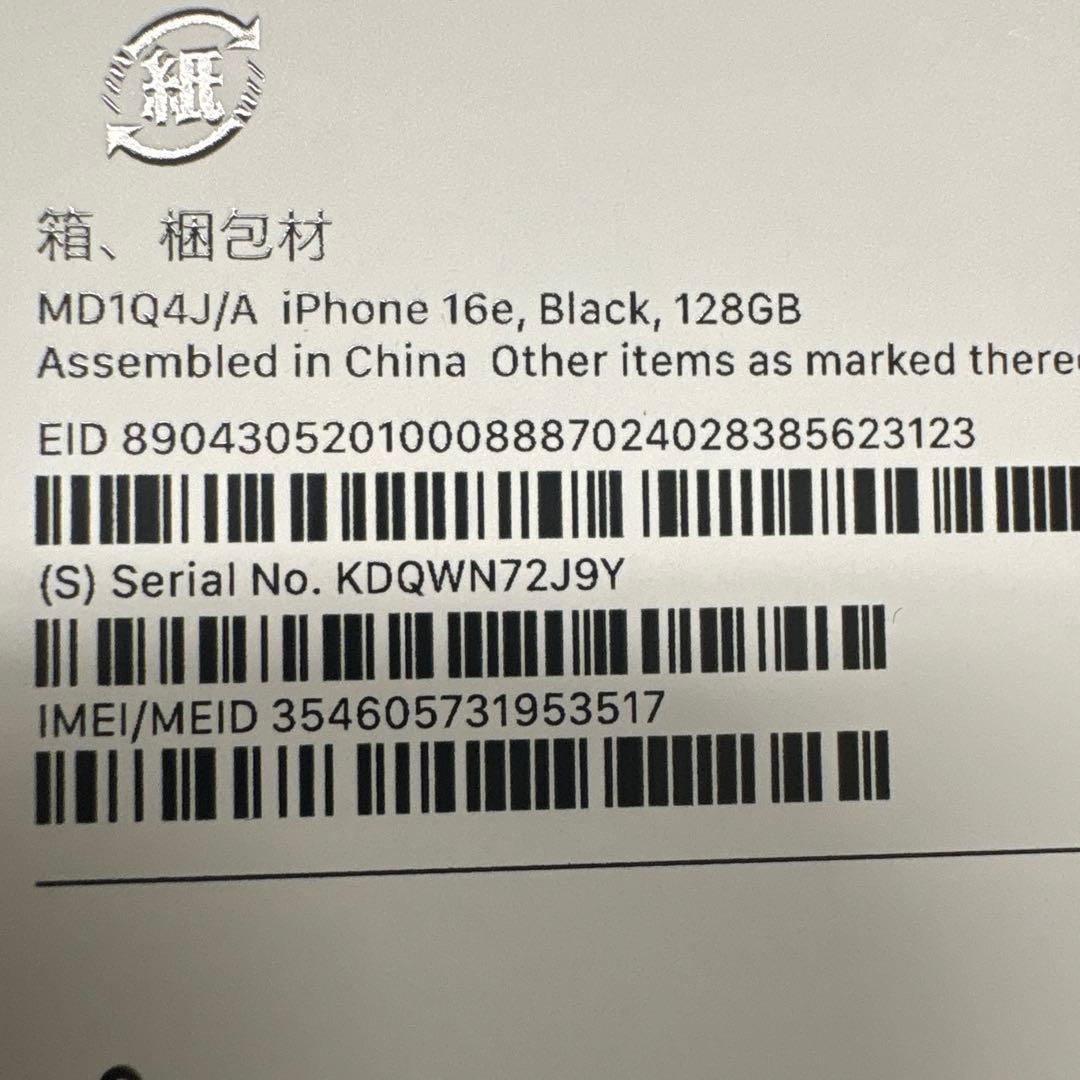 紙
箱、梱包材
MD1Q4J/A iPhone 16e, Black, 128GB
Assembled in China Other items as marked
EID 89043052010008887024028385623123
(S) Serial No. KDQWN72J9Y
IMEI/MEID 354605731953517